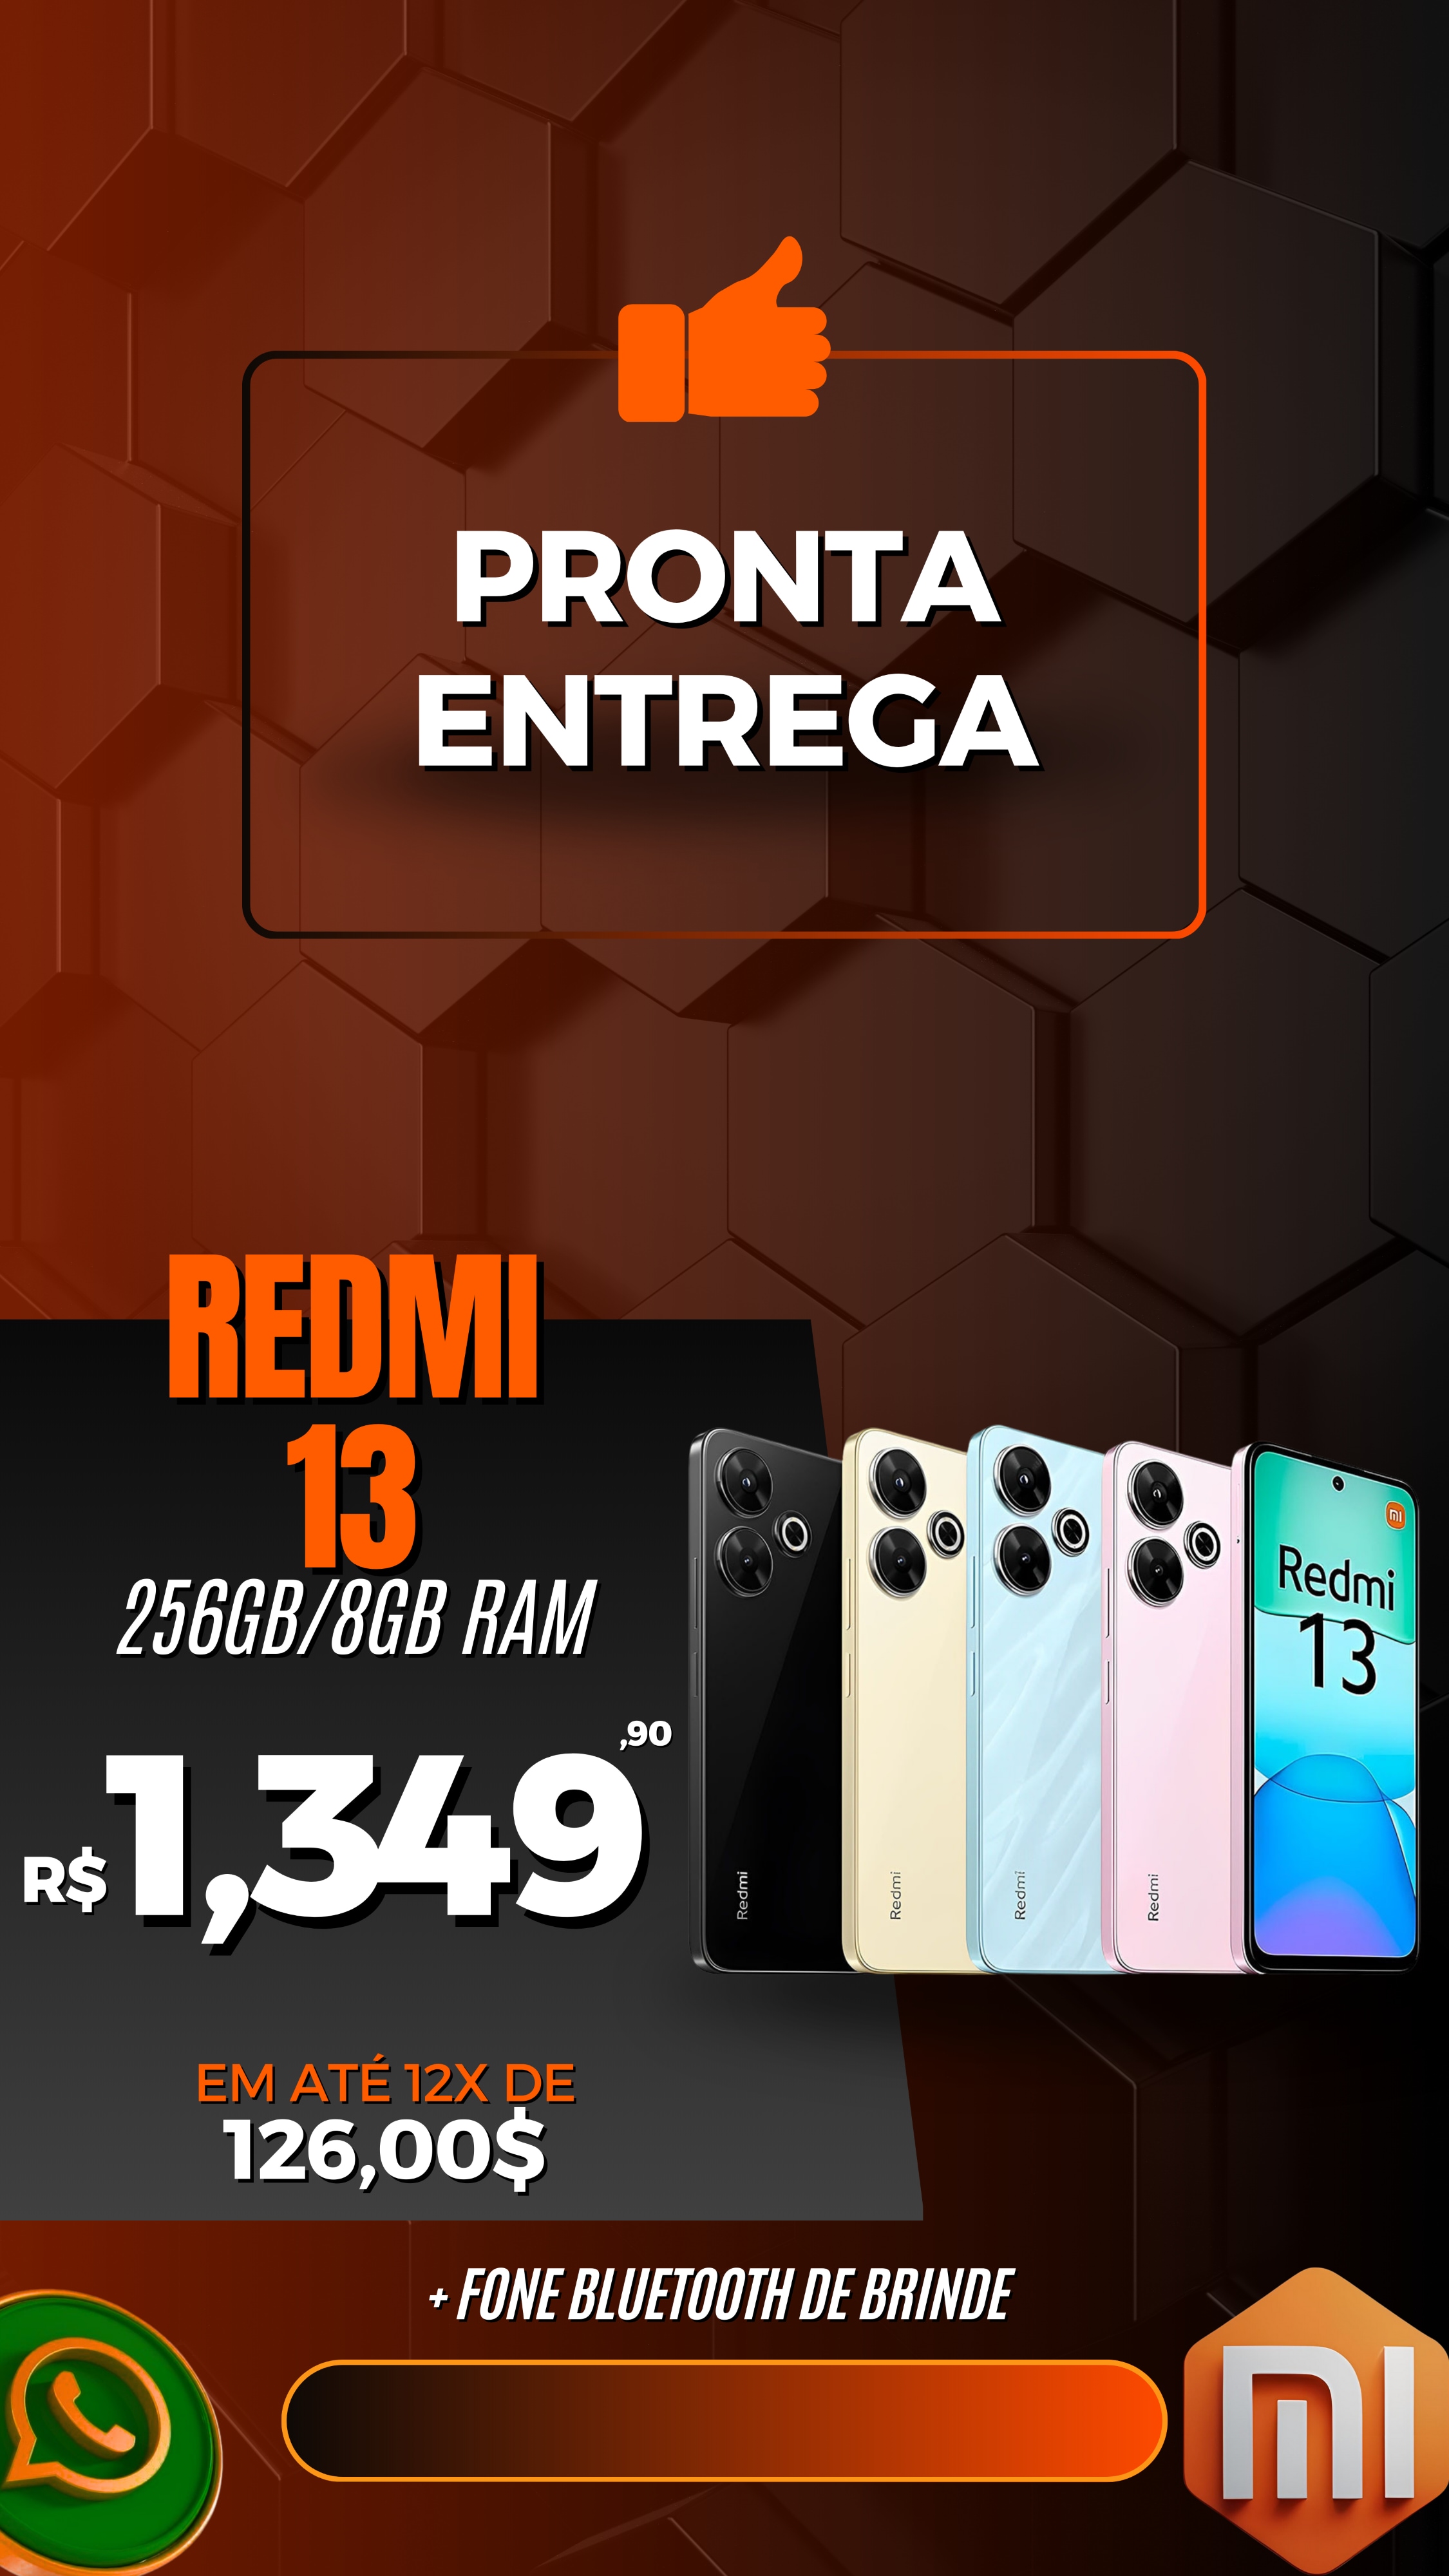 PRONTA
ENTREGA
REDMI
13
256GB/8GB RAM
R$1,349,90
Redmi
Redmi
Redmi
Redmi
Redmi
13
EM ATÉ 12X DE
126,00$
+ FONE BLUETOOTH DE BRINDE